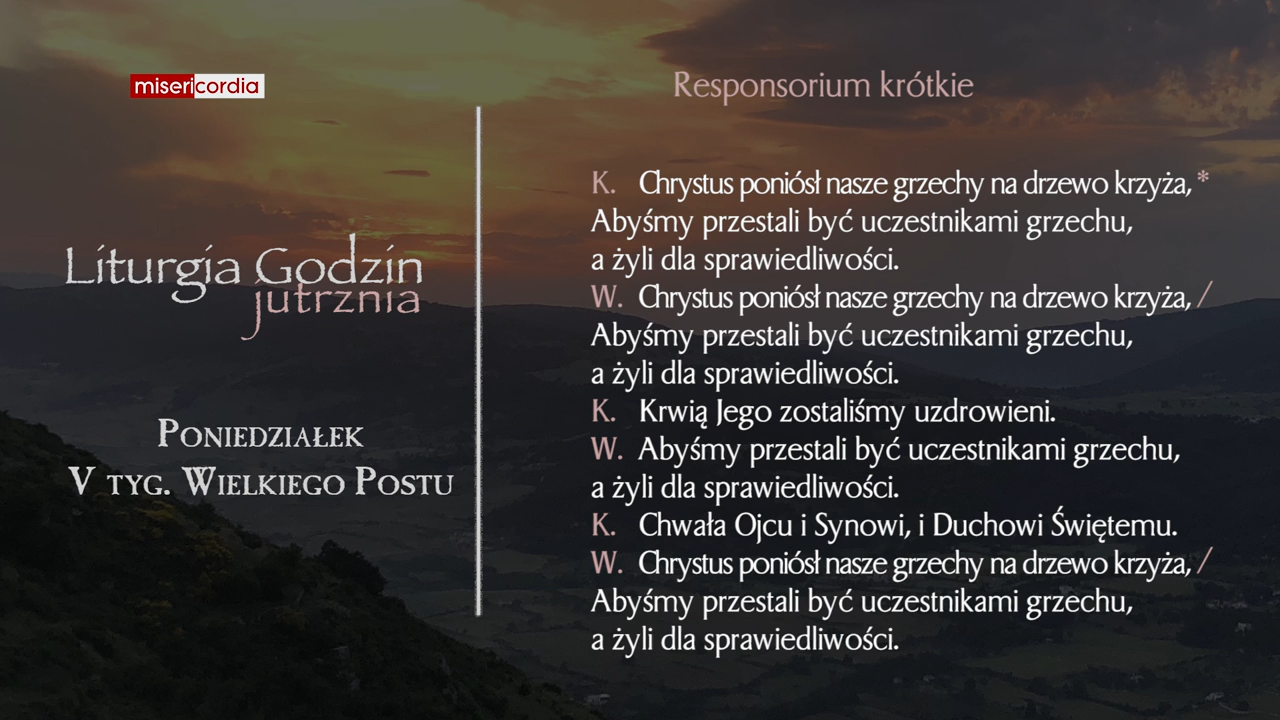 misericordia
Liturgia Godzin
jutrznia
Poniedziałek
V tyg. Wielkiego Postu
Responsorium krótkie
K. Chrystus poniósł nasze grzechy na drzewo krzyża, *
Abyśmy przestali być uczestnikami grzechu,
a żyli dla sprawiedliwości.
W. Chrystus poniósł nasze grzechy na drzewo krzyża, /
Abyśmy przestali być uczestnikami grzechu,
a żyli dla sprawiedliwości.
K. Krwią Jego zostaliśmy uzdrowieni.
W. Abyśmy przestali być uczestnikami grzechu,
a żyli dla sprawiedliwości.
K. Chwała Ojcu i Synowi, i Duchowi Świętemu.
W. Chrystus poniósł nasze grzechy na drzewo krzyża, /
Abyśmy przestali być uczestnikami grzechu,
a żyli dla sprawiedliwości.